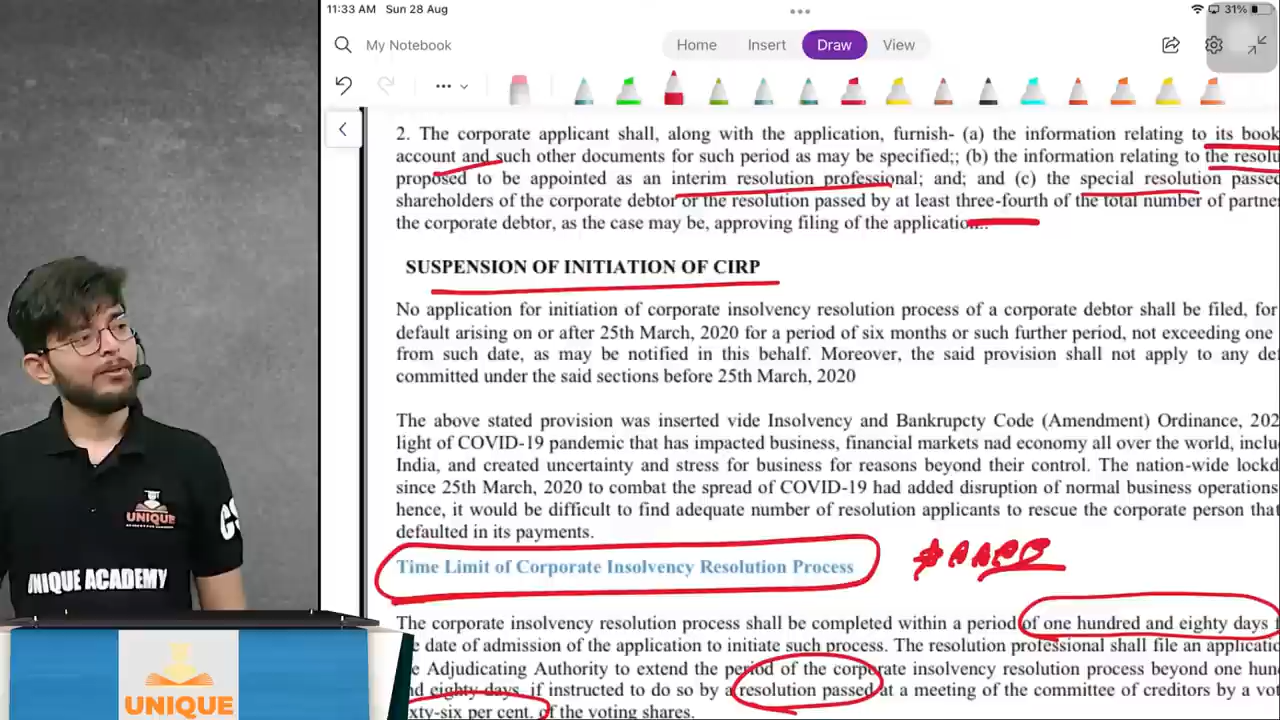 11:33 AM Sun 28 Aug
31%
My Notebook
Home Insert Draw View
2. The corporate applicant shall, along with the application, furnish- (a) the information relating to its book
account and such other documents for such period as may be specified;; (b) the information relating to the resolu
proposed to be appointed as an interim resolution professional; and; and (c) the special resolution passed
shareholders of the corporate debtor or the resolution passed by at least three-fourth of the total number of partne
the corporate debtor, as the case may be, approving filing of the application..
SUSPENSION OF INITIATION OF CIRP
No application for initiation of corporate insolvency resolution process of a corporate debtor shall be filed, for
default arising on or after 25th March, 2020 for a period of six months or such further period, not exceeding one
from such date, as may be notified in this behalf. Moreover, the said provision shall not apply to any de
committed under the said sections before 25th March, 2020
The above stated provision was inserted vide Insolvency and Bankrupcty Code (Amendment) Ordinance, 202
light of COVID-19 pandemic that has impacted business, financial markets nad economy all over the world, inclu
India, and created uncertainty and stress for business for reasons beyond their control. The nation-wide lockd
since 25th March, 2020 to combat the spread of COVID-19 had added disruption of normal business operations
hence, it would be difficult to find adequate number of resolution applicants to rescue the corporate person that
defaulted in its payments.
Time Limit of Corporate Insolvency Resolution Process
The corporate insolvency resolution process shall be completed within a period of one hundred and eighty days
e date of admission of the application to initiate such process. The resolution professional shall file an applicatio
e Adjudicating Authority to extend the period of the corporate insolvency resolution process beyond one hun
nd eighty days, if instructed to do so by a resolution passed at a meeting of the committee of creditors by a vo
ixty-six per cent. of the voting shares.
UNIQUE
CS
UNIQUE ACADEMY
UNIQUE